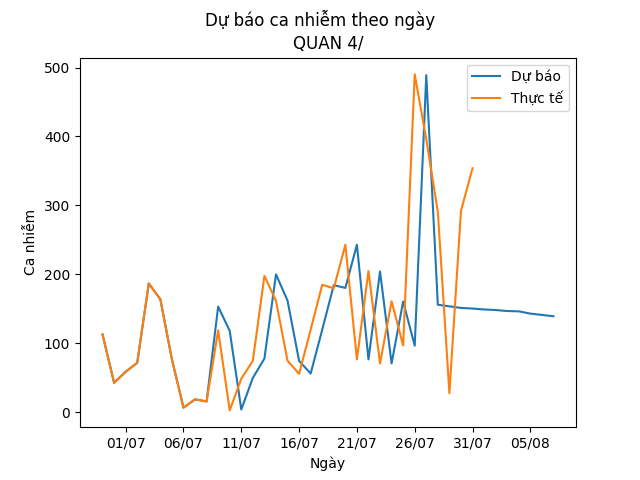 Dự báo ca nhiễm theo ngày
QUAN 4/
Dự báo
Thực tế
Ca nhiễm
500
400
300
200
100
0
01/07 06/07 11/07 16/07 21/07 26/07 31/07 05/08
Ngày